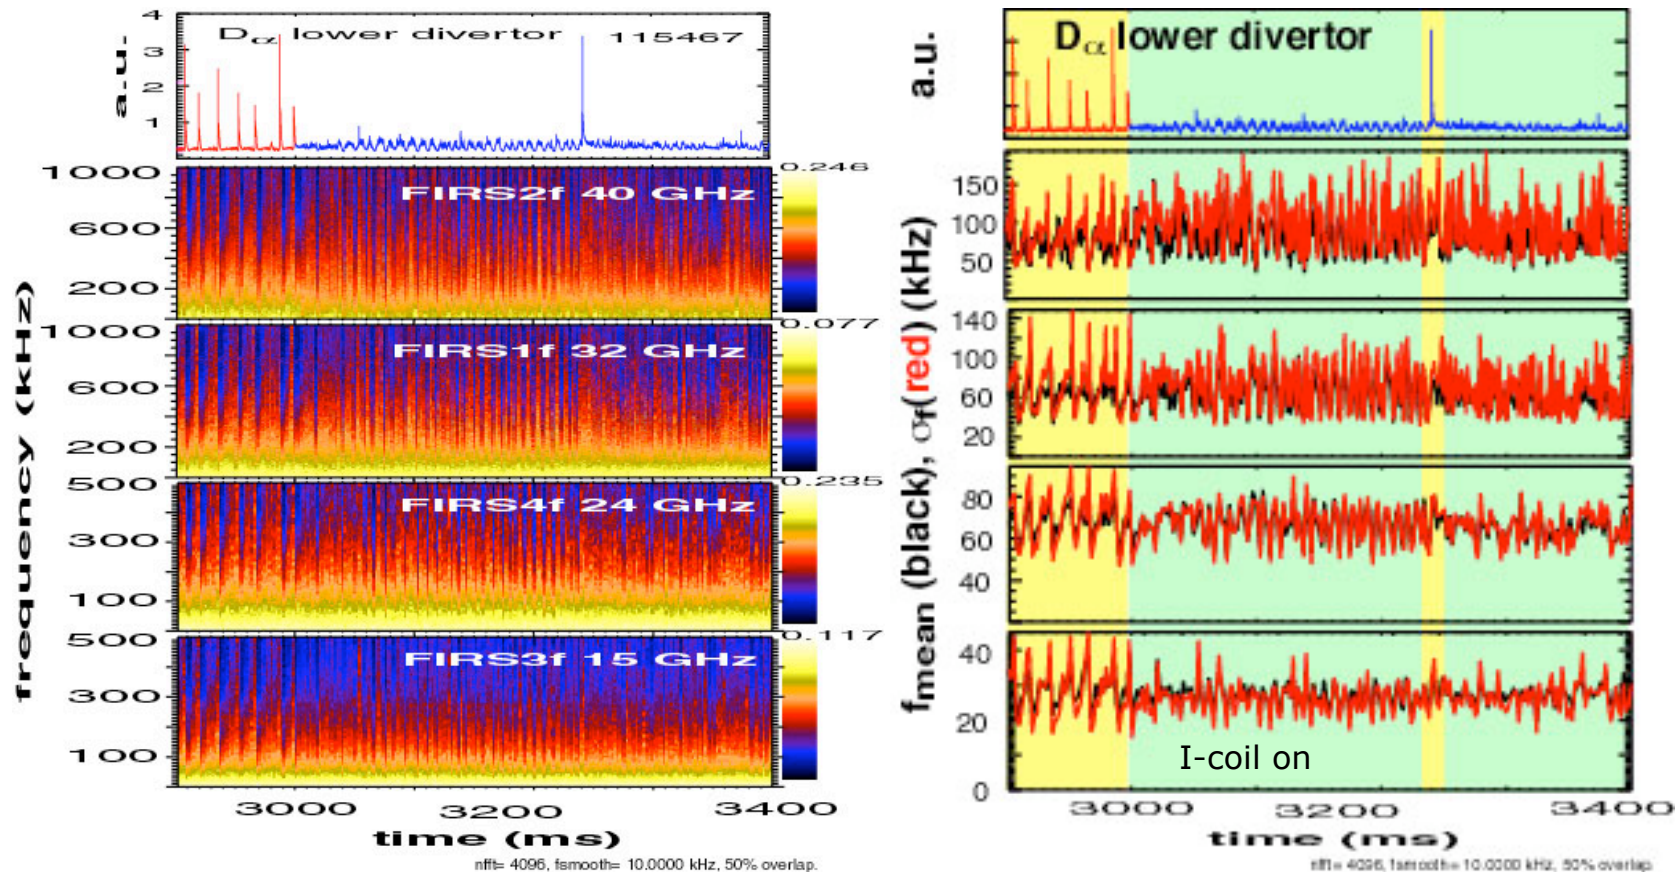 4
3
2
1
a.u.
Dα lower divertor 115467
0.246
1000
600
200
FIRS2f 40 GHz
0.077
1000
600
200
FIRS1f 32 GHz
0.235
500
300
100
FIRS4f 24 GHz
0.117
500
300
100
FIRS3f 15 GHz
frequency (kHz)
3000 3200 3400
time (ms)
nfft= 4096, fsmooth= 10.0000 kHz, 50% overlap.
a.u.
Dα lower divertor
150
100
50
140
100
60
20
80
60
40
40
20
0
fmean (black), σf(red) (kHz)
I-coil on
3000 3200 3400
time (ms)
nfft= 4096, fsmooth= 10.0000 kHz, 50% overlap.